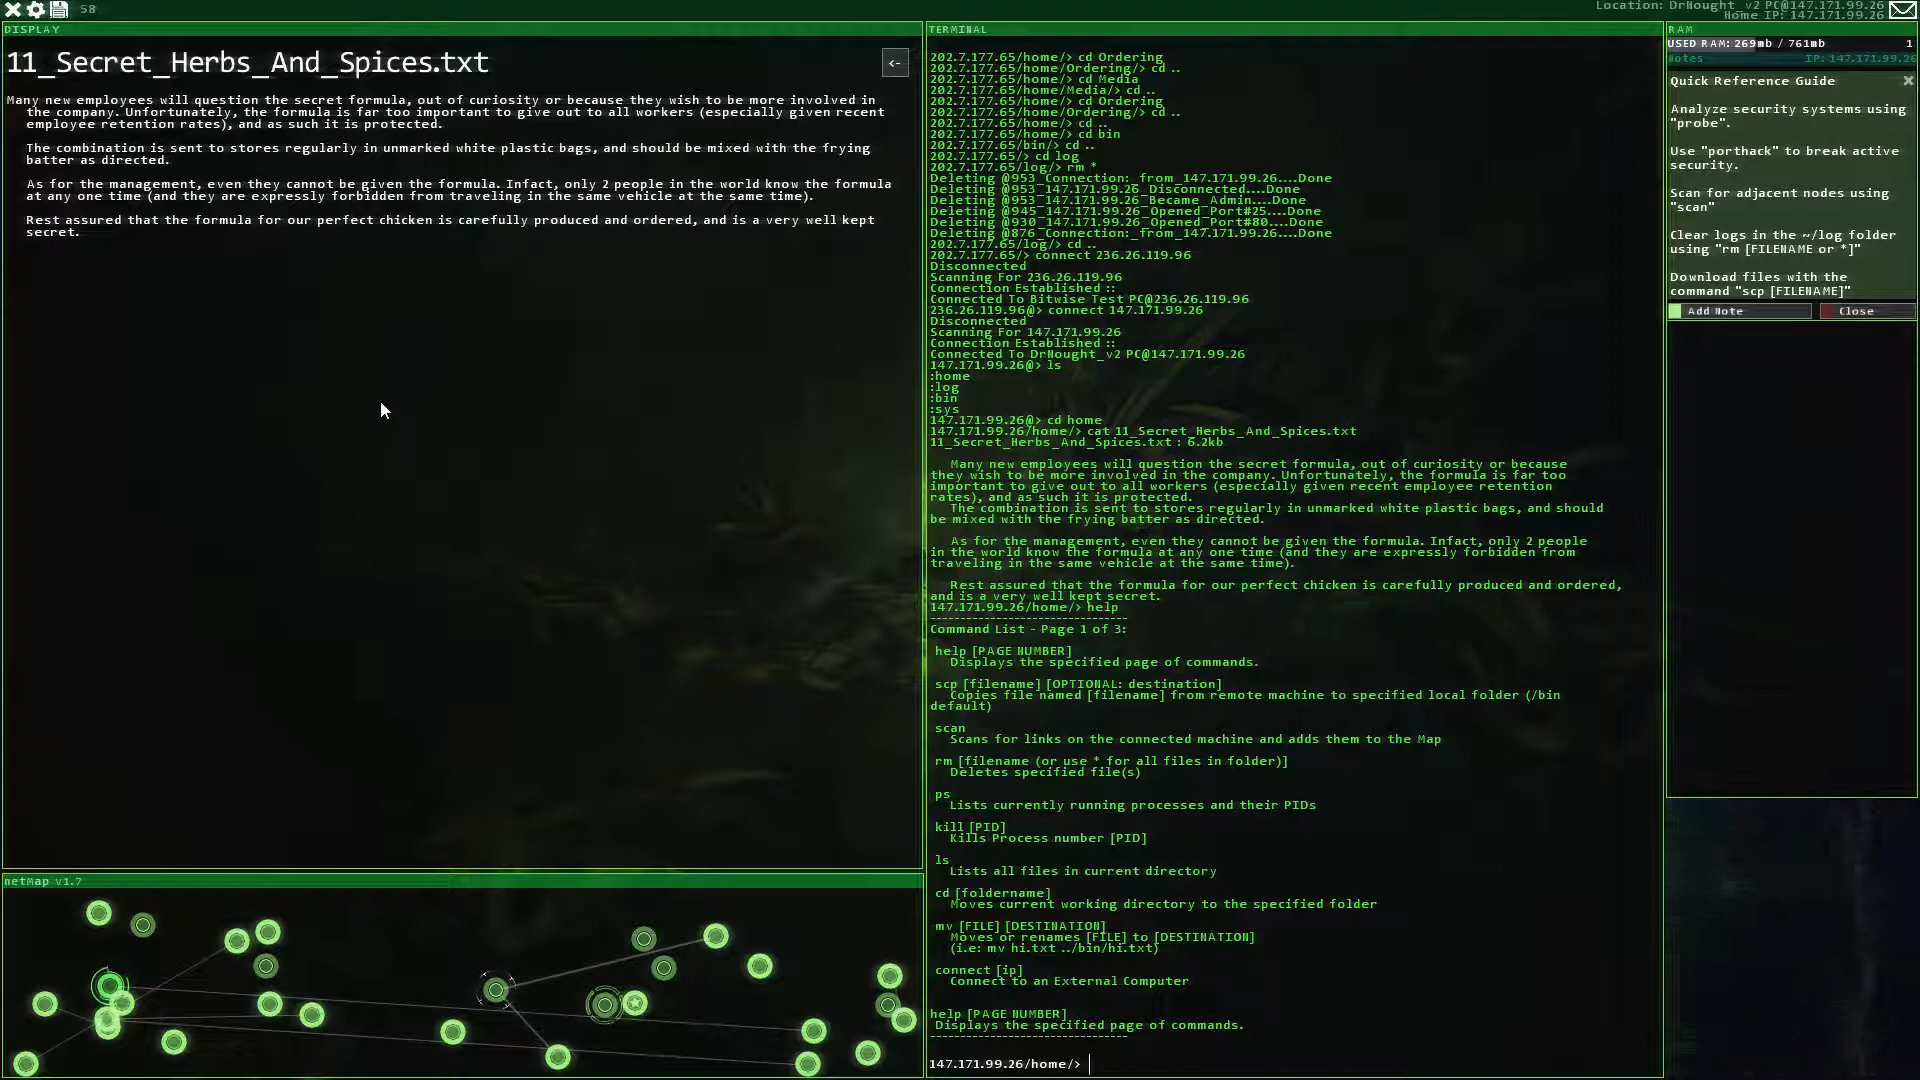 S8
Location: DrNought_v2 PC@147.171.99.26
Home IP: 147.171.99.26
DISPLAY
11_Secret_Herbs_And_Spices.txt
<-
Many new employees will question the secret formula, out of curiosity or because they wish to be more involved in
the company. Unfortunately, the formula is far too important to give out to all workers (especially given recent
employee retention rates), and as such it is protected.
The combination is sent to stores regularly in unmarked white plastic bags, and should be mixed with the frying
batter as directed.
As for the management, even they cannot be given the formula. Infact, only 2 people in the world know the formula
at any one time (and they are expressly forbidden from traveling in the same vehicle at the same time).
Rest assured that the formula for our perfect chicken is carefully produced and ordered, and is a very well kept
secret.
netMap v1.7
TERMINAL
202.7.177.65/home/> cd Ordering
202.7.177.65/home/Ordering/> cd ..
202.7.177.65/home/> cd Media
202.7.177.65/home/Media/> cd ..
202.7.177.65/home/> cd Ordering
202.7.177.65/home/Ordering/> cd ..
202.7.177.65/home/> cd ..
202.7.177.65/home/> cd bin
202.7.177.65/bin/> cd ..
202.7.177.65/> cd log
202.7.177.65/log/> rm *
Deleting @953_Connection:_from_147.171.99.26....Done
Deleting @953_147.171.99.26_Disconnected....Done
Deleting @953_147.171.99.26_Became_Admin....Done
Deleting @945_147.171.99.26_Opened_Port#25....Done
Deleting @930_147.171.99.26_Opened_Port#80....Done
Deleting @876_Connection:_from_147.171.99.26....Done
202.7.177.65/log/> cd ..
202.7.177.65/> connect 236.26.119.96
Disconnected
Scanning For 236.26.119.96
Connection Established ::
Connected To Bitwise Test PC@236.26.119.96
236.26.119.96@> connect 147.171.99.26
Disconnected
Scanning For 147.171.99.26
Connection Established ::
Connected To DrNought_v2 PC@147.171.99.26
147.171.99.26@> ls
:home
:log
:bin
:sys
147.171.99.26@> cd home
147.171.99.26/home/> cat 11_Secret_Herbs_And_Spices.txt
11_Secret_Herbs_And_Spices.txt : 6.2kb
Many new employees will question the secret formula, out of curiosity or because
they wish to be more involved in the company. Unfortunately, the formula is far too
important to give out to all workers (especially given recent employee retention
rates), and as such it is protected.
The combination is sent to stores regularly in unmarked white plastic bags, and should
be mixed with the frying batter as directed.
As for the management, even they cannot be given the formula. Infact, only 2 people
in the world know the formula at any one time (and they are expressly forbidden from
traveling in the same vehicle at the same time).
Rest assured that the formula for our perfect chicken is carefully produced and ordered,
and is a very well kept secret.
147.171.99.26/home/> help
---------------------------------
Command List - Page 1 of 3:
help [PAGE NUMBER]
Displays the specified page of commands.
scp [filename] [OPTIONAL: destination]
Copies file named [filename] from remote machine to specified local folder (/bin
default)
scan
Scans for links on the connected machine and adds them to the Map
rm [filename (or use * for all files in folder)]
Deletes specified file(s)
ps
Lists currently running processes and their PIDs
kill [PID]
Kills Process number [PID]
ls
Lists all files in current directory
cd [foldername]
Moves current working directory to the specified folder
mv [FILE] [DESTINATION]
Moves or renames [FILE] to [DESTINATION]
(i.e: mv hi.txt ../bin/hi.txt)
connect [ip]
Connect to an External Computer
help [PAGE NUMBER]
Displays the specified page of commands.
---------------------------------
147.171.99.26/home/>
RAM
USED RAM: 269mb / 761mb 1
Notes IP: 147.171.99.26
Quick Reference Guide
Analyze security systems using
"probe".
Use "porthack" to break active
security.
Scan for adjacent nodes using
"scan"
Clear logs in the ~/log folder
using "rm [FILENAME or *]"
Download files with the
command "scp [FILENAME]"
Add Note
Close